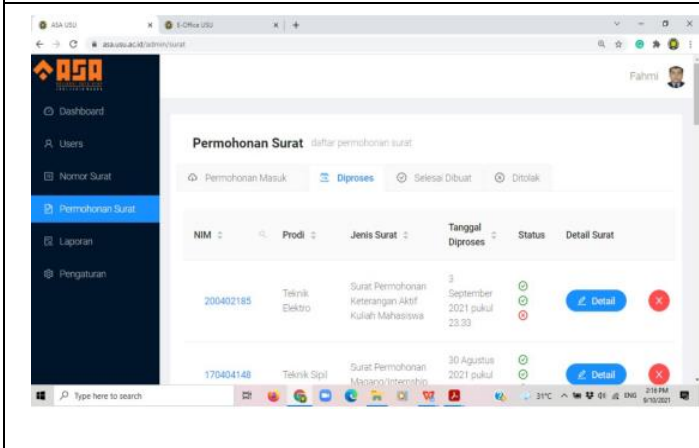 ASA USU
E-Office USU
asa.usu.ac.id/admin/surat
ASA
Fahmi
Dashboard
Users
Nomor Surat
Permohonan Surat
Laporan
Pengaturan
Permohonan Surat daftar permohonan surat
Permohonan Masuk Diproses Selesai Dibuat Ditolak
NIM Prodi Jenis Surat Tanggal Diproses Status Detail Surat
200402185
Teknik
Elektro
Surat Permohonan
Keterangan Aktif
Kuliah Mahasiswa
3
September
2021 pukul
23.33
Detail
170404148
Teknik Sipil
Surat Permohonan
Magang/Internship
30 Agustus
2021 pukul
Detail
Type here to search
31°C
ENG
2:16 PM
9/10/2021